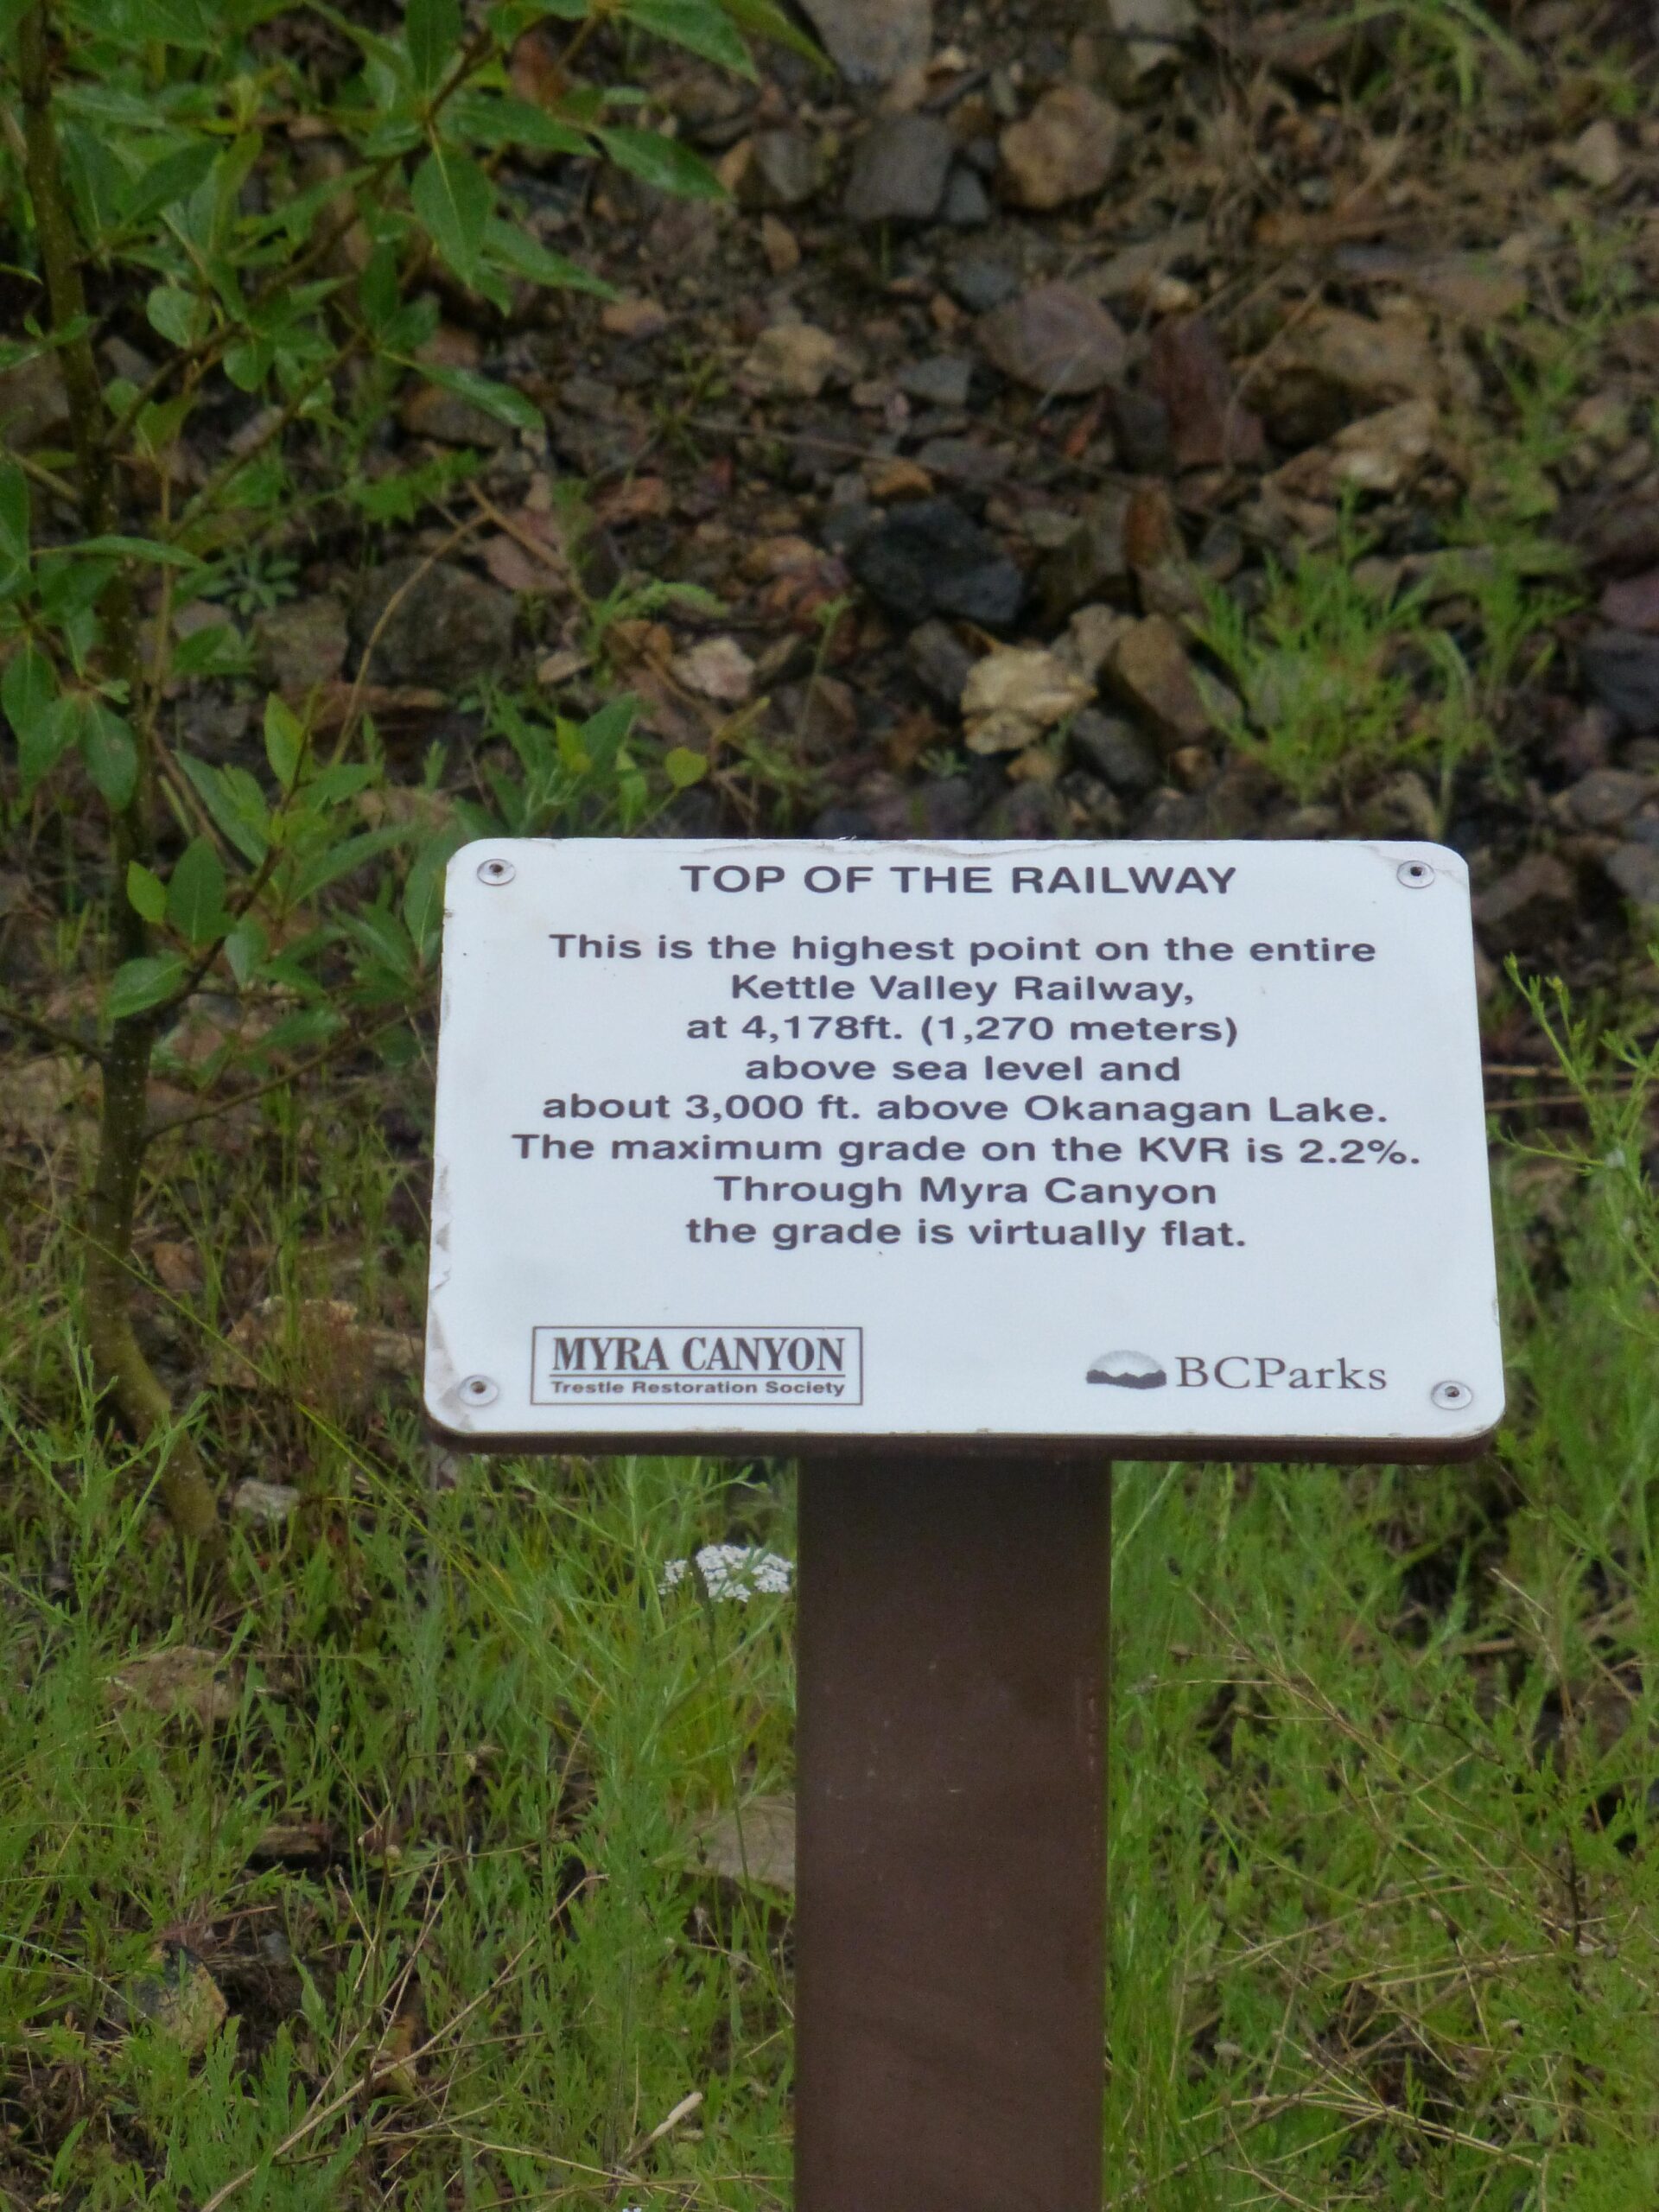 TOP OF THE RAILWAY
This is the highest point on the entire
Kettle Valley Railway,
at 4,178ft. (1,270 meters)
above sea level and
about 3,000 ft. above Okanagan Lake.
The maximum grade on the KVR is 2.2%.
Through Myra Canyon
the grade is virtually flat.
MYRA CANYON
Trestle Restoration Society
BCParks